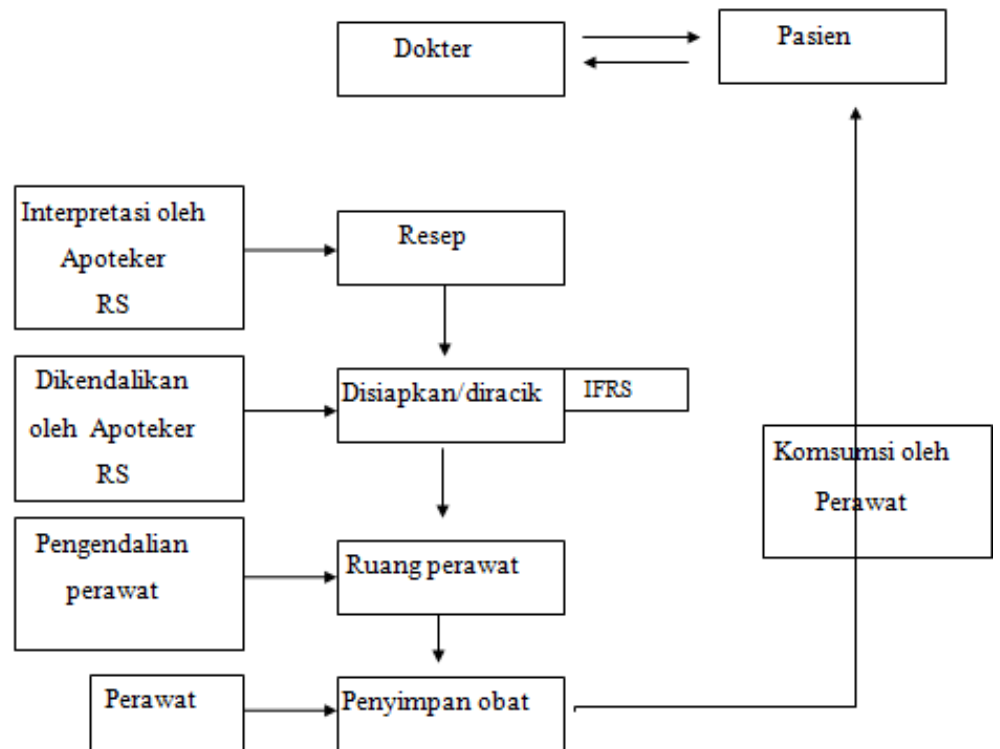 Dokter
Pasien
Interpretasi oleh
Apoteker
RS
Resep
Dikendalikan
oleh Apoteker
RS
Disiapkan/diracik
IFRS
Komsumsi oleh
Perawat
Pengendalian
perawat
Ruang perawat
Perawat
Penyimpan obat